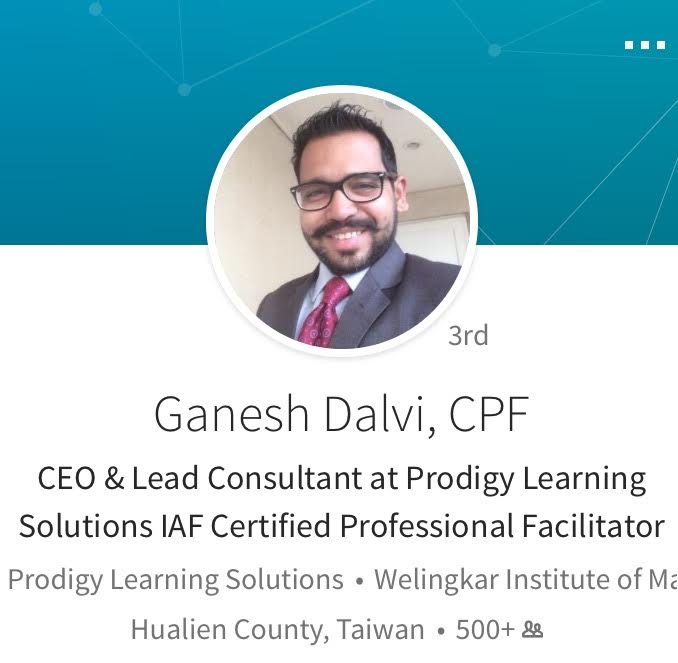 3rd
Ganesh Dalvi, CPF
CEO & Lead Consultant at Prodigy Learning
Solutions IAF Certified Professional Facilitator
Prodigy Learning Solutions • Welingkar Institute of Ma
Hualien County, Taiwan • 500+